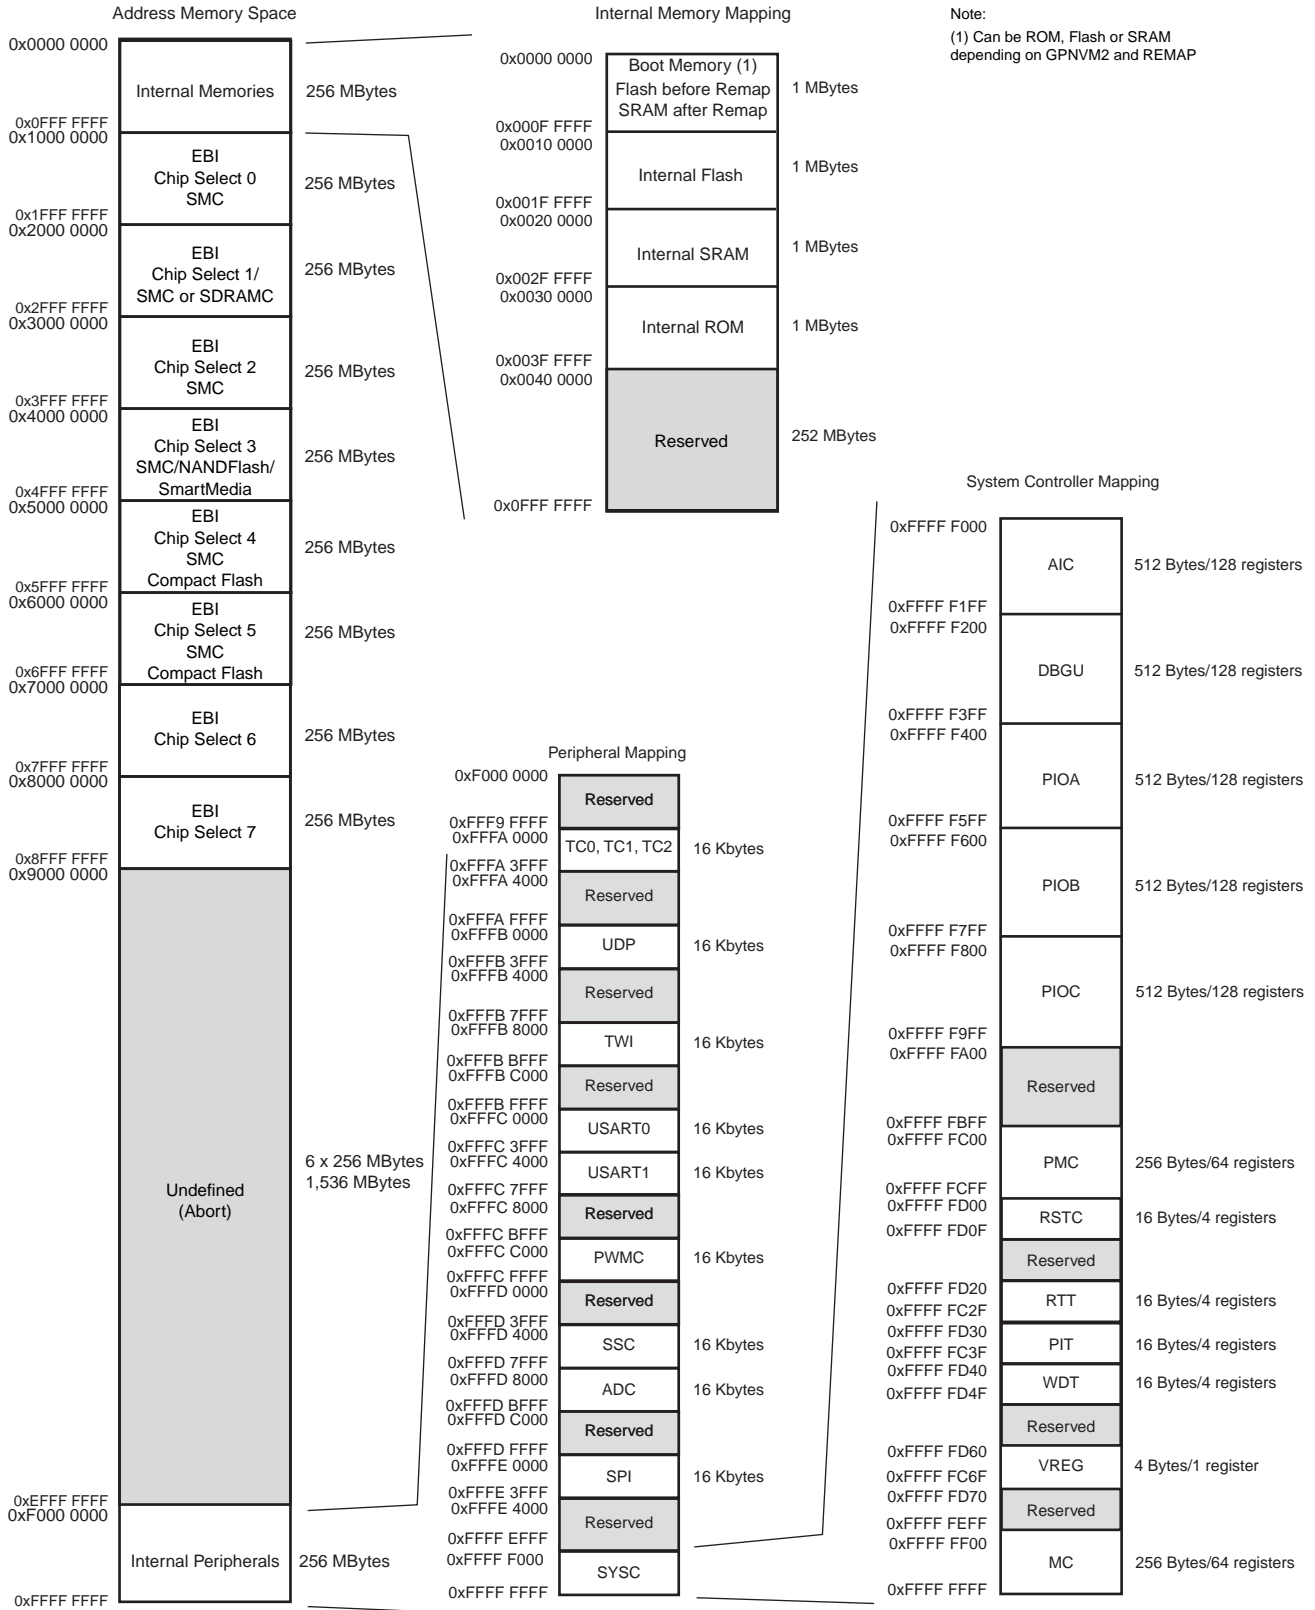 Address Memory Space
0x0000 0000
Internal Memories
256 MBytes
0x0FFF FFFF
0x1000 0000
EBI
Chip Select 0
SMC
256 MBytes
0x1FFF FFFF
0x2000 0000
EBI
Chip Select 1/
SMC or SDRAMC
256 MBytes
0x2FFF FFFF
0x3000 0000
EBI
Chip Select 2
SMC
256 MBytes
0x3FFF FFFF
0x4000 0000
EBI
Chip Select 3
SMC/NANDFlash/
SmartMedia
256 MBytes
0x4FFF FFFF
0x5000 0000
EBI
Chip Select 4
SMC
Compact Flash
256 MBytes
0x5FFF FFFF
0x6000 0000
EBI
Chip Select 5
SMC
Compact Flash
256 MBytes
0x6FFF FFFF
0x7000 0000
EBI
Chip Select 6
256 MBytes
0x7FFF FFFF
0x8000 0000
EBI
Chip Select 7
256 MBytes
0x8FFF FFFF
0x9000 0000
Undefined
(Abort)
6 x 256 MBytes
1,536 MBytes
0xEFFF FFFF
0xF000 0000
Internal Peripherals
256 MBytes
0xFFFF FFFF
Internal Memory Mapping
0x0000 0000
Boot Memory (1)
Flash before Remap
SRAM after Remap
1 MBytes
0x000F FFFF
0x0010 0000
Internal Flash
1 MBytes
0x001F FFFF
0x0020 0000
Internal SRAM
1 MBytes
0x002F FFFF
0x0030 0000
Internal ROM
1 MBytes
0x003F FFFF
0x0040 0000
Reserved
252 MBytes
0x0FFF FFFF
Note:
(1) Can be ROM, Flash or SRAM
depending on GPNVM2 and REMAP
Peripheral Mapping
0xF000 0000
Reserved
0xFFF9 FFFF
0xFFFA 0000
TC0, TC1, TC2
16 Kbytes
0xFFFA 3FFF
0xFFFA 4000
Reserved
0xFFFA FFFF
0xFFFB 0000
UDP
16 Kbytes
0xFFFB 3FFF
0xFFFB 4000
Reserved
0xFFFB 7FFF
0xFFFB 8000
TWI
16 Kbytes
0xFFFB BFFF
0xFFFB C000
Reserved
0xFFFB FFFF
0xFFFC 0000
USART0
16 Kbytes
0xFFFC 3FFF
0xFFFC 4000
USART1
16 Kbytes
0xFFFC 7FFF
0xFFFC 8000
Reserved
0xFFFC BFFF
0xFFFC C000
PWMC
16 Kbytes
0xFFFC FFFF
0xFFFD 0000
Reserved
0xFFFD 3FFF
0xFFFD 4000
SSC
16 Kbytes
0xFFFD 7FFF
0xFFFD 8000
ADC
16 Kbytes
0xFFFD BFFF
0xFFFD C000
Reserved
0xFFFD FFFF
0xFFFE 0000
SPI
16 Kbytes
0xFFFE 3FFF
0xFFFE 4000
Reserved
0xFFFF EFFF
0xFFFF F000
SYSC
0xFFFF FFFF
System Controller Mapping
0xFFFF F000
AIC
512 Bytes/128 registers
0xFFFF F1FF
0xFFFF F200
DBGU
512 Bytes/128 registers
0xFFFF F3FF
0xFFFF F400
PIOA
512 Bytes/128 registers
0xFFFF F5FF
0xFFFF F600
PIOB
512 Bytes/128 registers
0xFFFF F7FF
0xFFFF F800
PIOC
512 Bytes/128 registers
0xFFFF F9FF
0xFFFF FA00
Reserved
0xFFFF FBFF
0xFFFF FC00
PMC
256 Bytes/64 registers
0xFFFF FCFF
0xFFFF FD00
RSTC
16 Bytes/4 registers
0xFFFF FD0F
Reserved
0xFFFF FD20
RTT
16 Bytes/4 registers
0xFFFF FC2F
0xFFFF FD30
PIT
16 Bytes/4 registers
0xFFFF FC3F
0xFFFF FD40
WDT
16 Bytes/4 registers
0xFFFF FD4F
Reserved
0xFFFF FD60
VREG
4 Bytes/1 register
0xFFFF FC6F
0xFFFF FD70
Reserved
0xFFFF FEFF
0xFFFF FF00
MC
256 Bytes/64 registers
0xFFFF FFFF